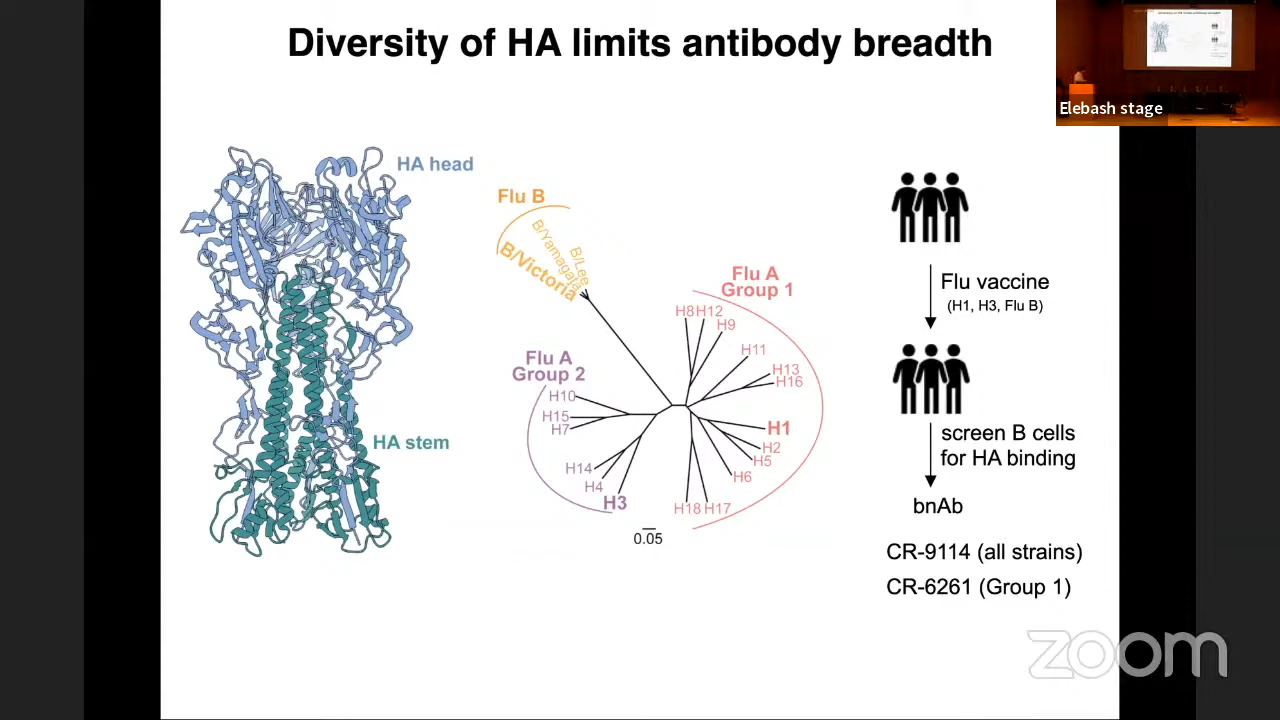 Diversity of HA limits antibody breadth
Elebash stage
HA head
HA stem
Flu B
B/Victoria
B/Yamagata
B/Lee
Flu A
Group 1
H8
H12
H9
H11
H13
H16
H1
H2
H5
H6
H17
H18
Flu A
Group 2
H10
H15
H7
H14
H4
H3
0.05
Flu vaccine
(H1, H3, Flu B)
screen B cells
for HA binding
bnAb
CR-9114 (all strains)
CR-6261 (Group 1)
zoom